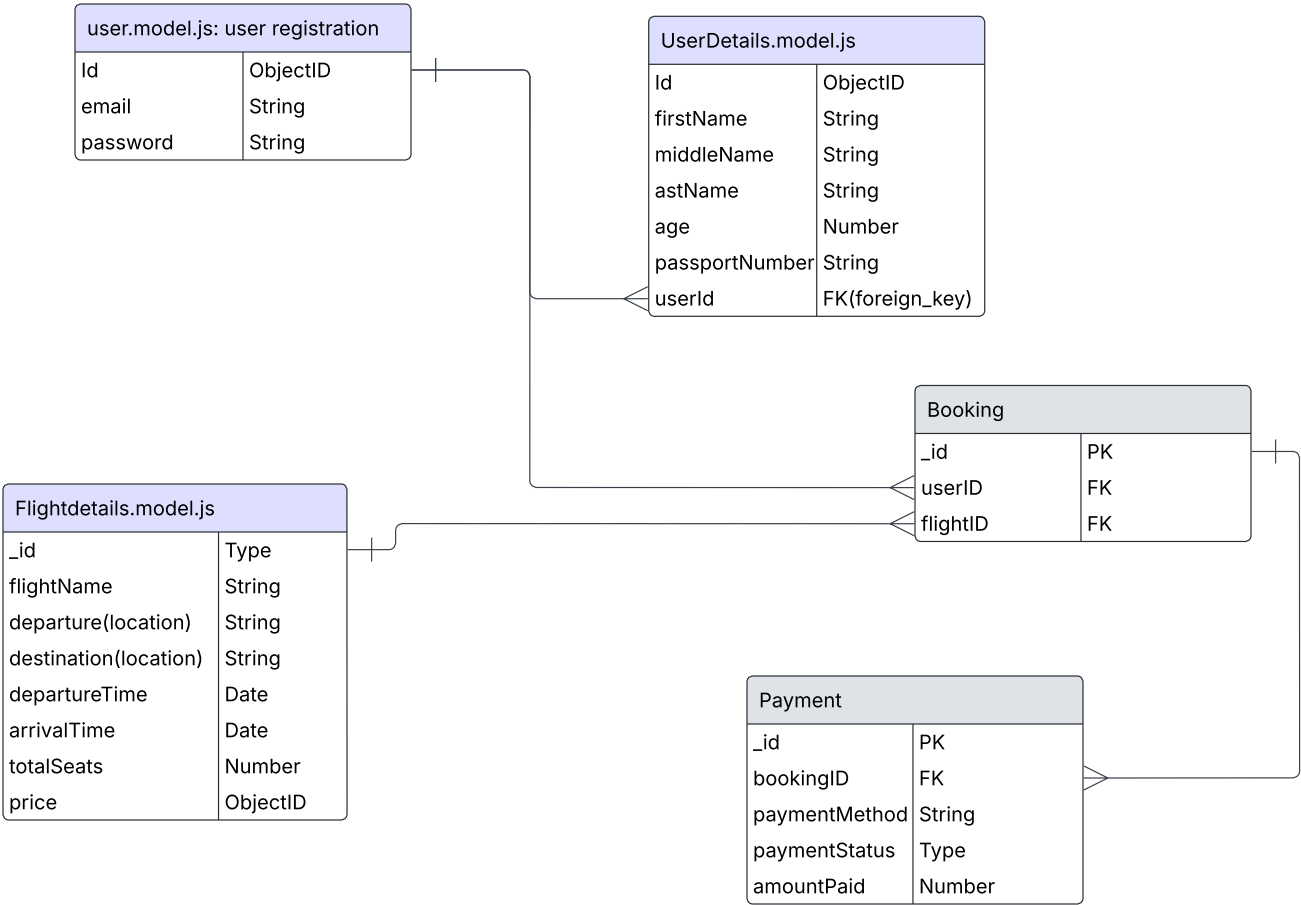 user.model.js: user registration
Id ObjectID
email String
password String
UserDetails.model.js
Id ObjectID
firstName String
middleName String
astName String
age Number
passportNumber String
userId FK(foreign_key)
Booking
_id PK
userID FK
flightID FK
Flightdetails.model.js
_id Type
flightName String
departure(location) String
destination(location) String
departureTime Date
arrivalTime Date
totalSeats Number
price ObjectID
Payment
_id PK
bookingID FK
paymentMethod String
paymentStatus Type
amountPaid Number